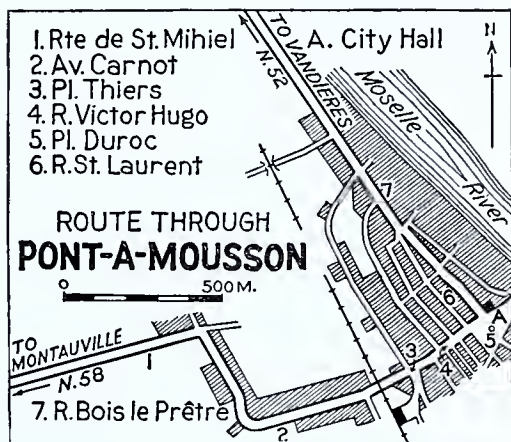 1. Rte de St. Mihiel
2. Av. Carnot
3. Pl. Thiers
4. R. Victor Hugo
5. Pl. Duroc
6. R. St. Laurent
A. City Hall
N
TO VANDIERES
N.52
Moselle
River
ROUTE THROUGH
PONT-A-MOUSSON
0 500 M.
TO
MONTAUVILLE
N.58
7. R. Bois le Prêtre
1
2
3
4
5
6
7
A